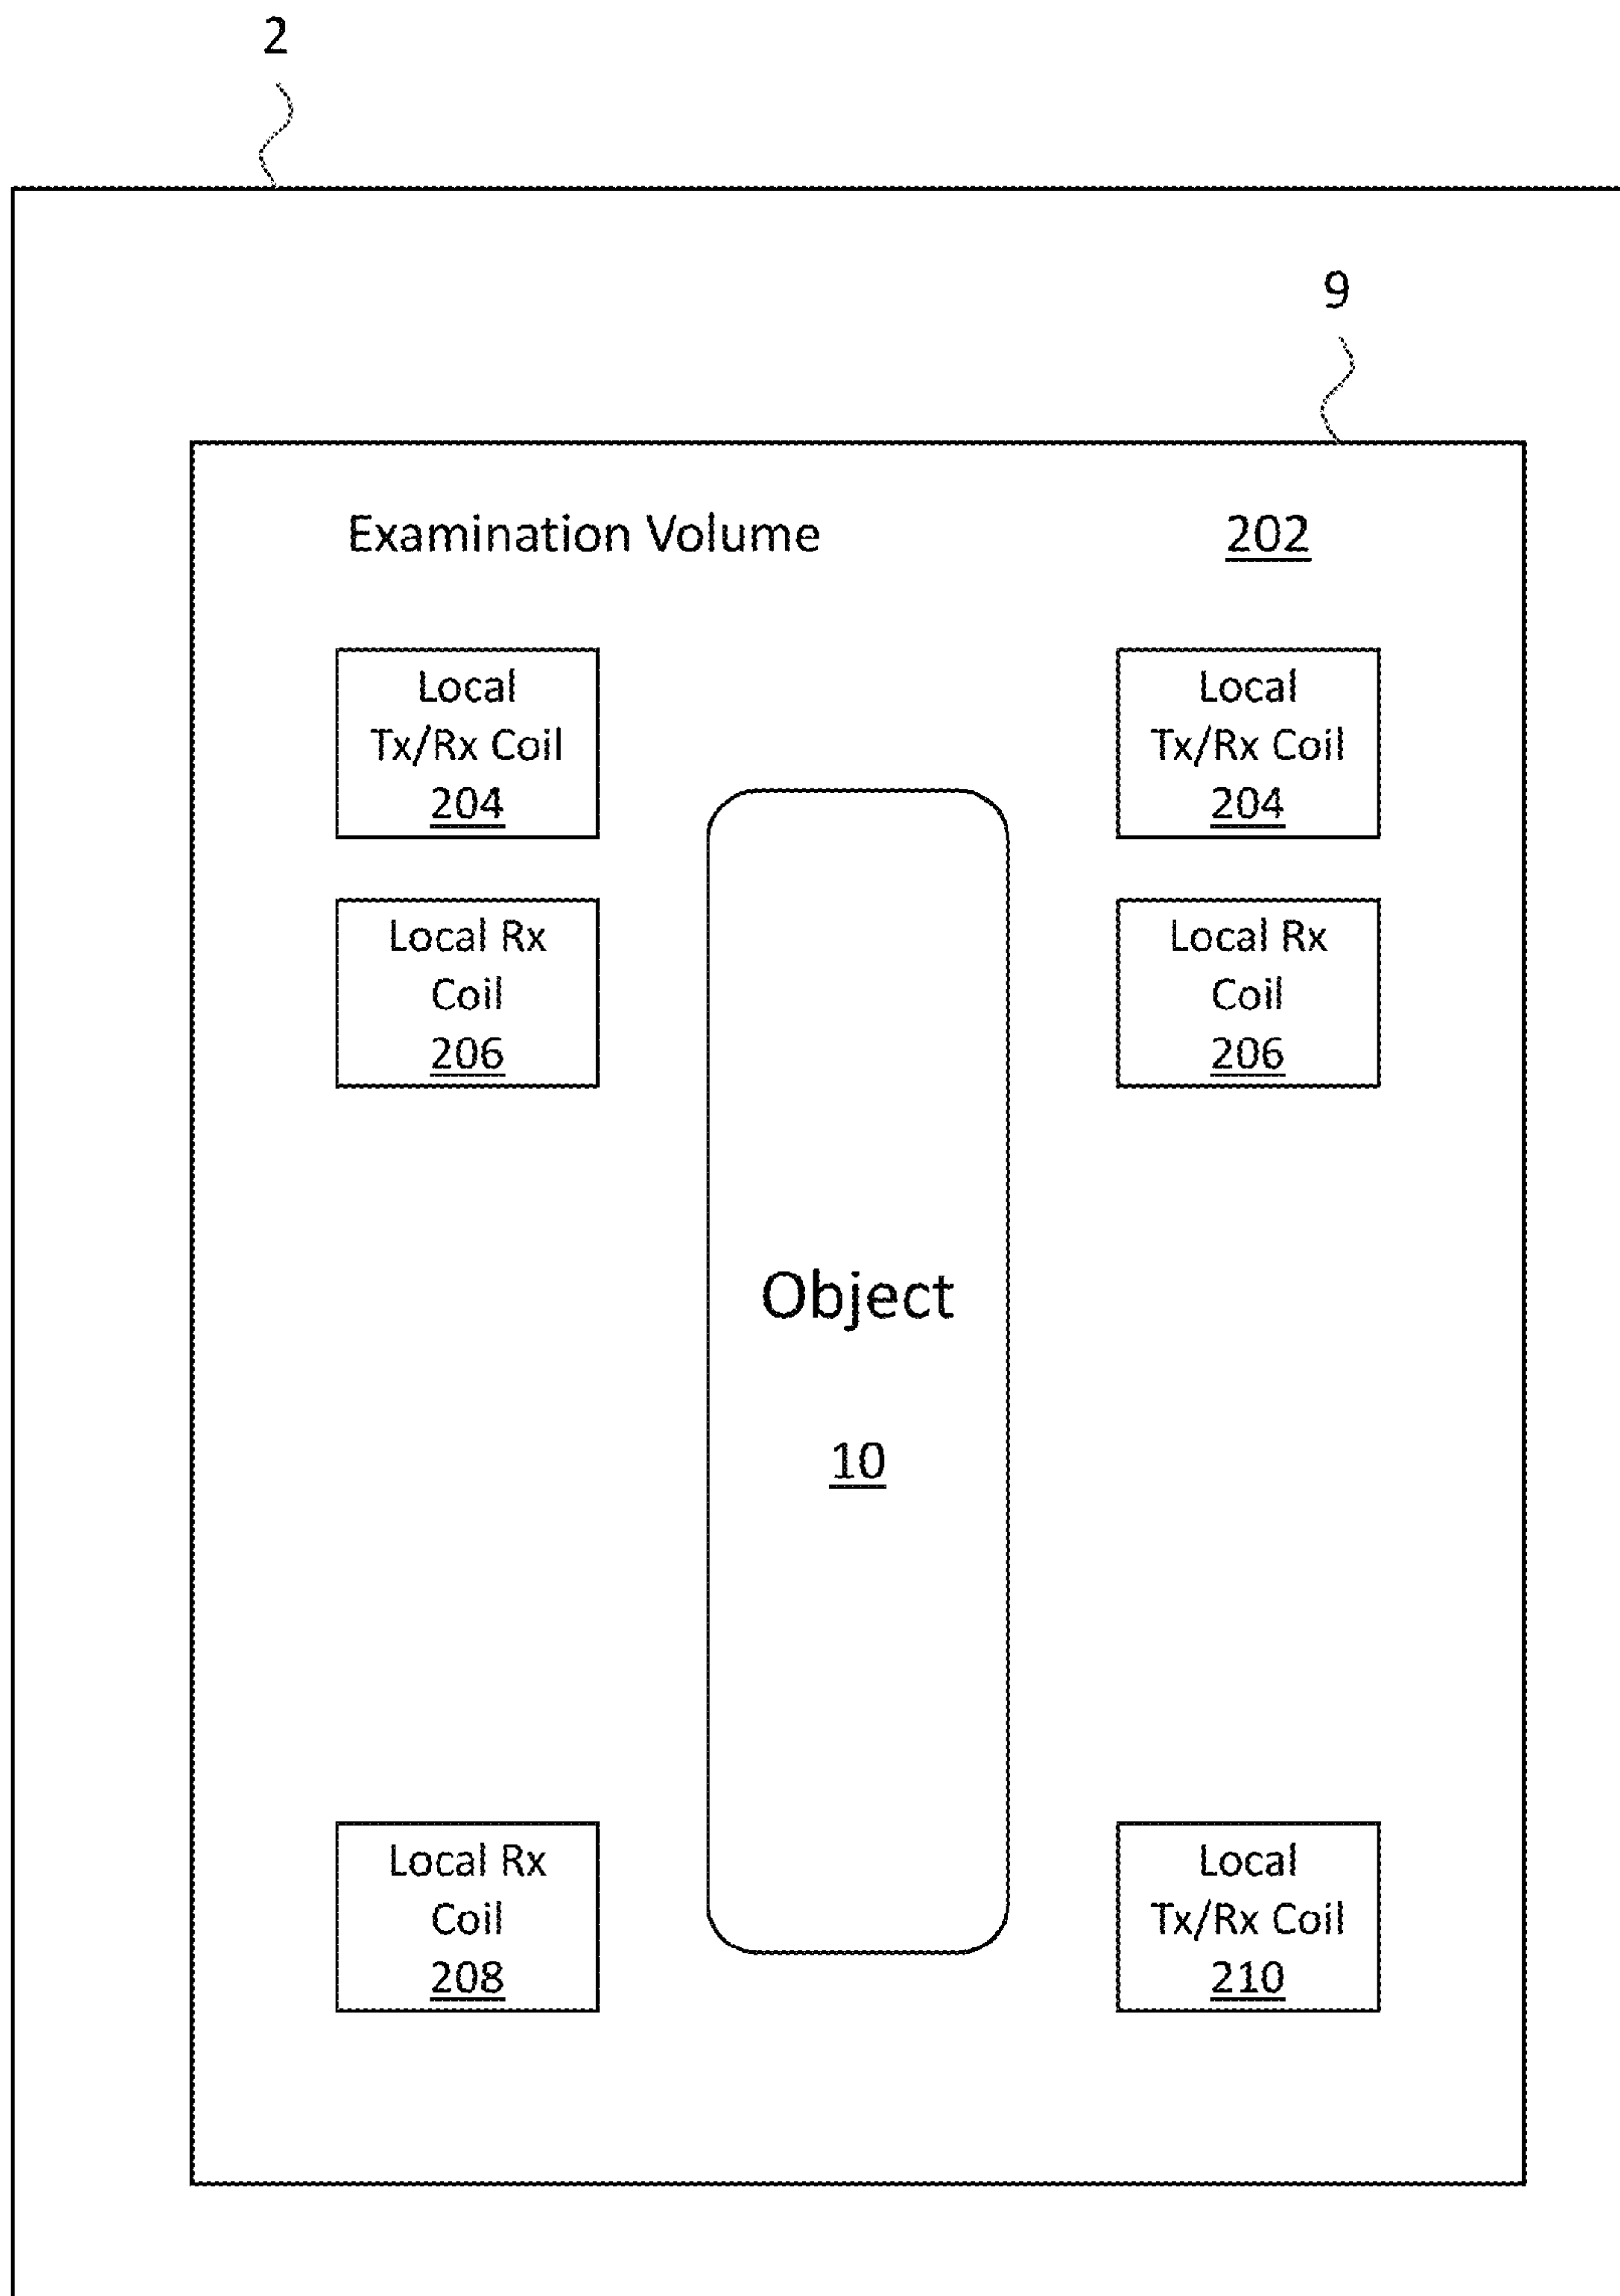 2
9
Examination Volume 202
Local
Tx/Rx Coil
204
Local
Tx/Rx Coil
204
Local Rx
Coil
206
Local Rx
Coil
206
Object
10
Local Rx
Coil
208
Local
Tx/Rx Coil
210